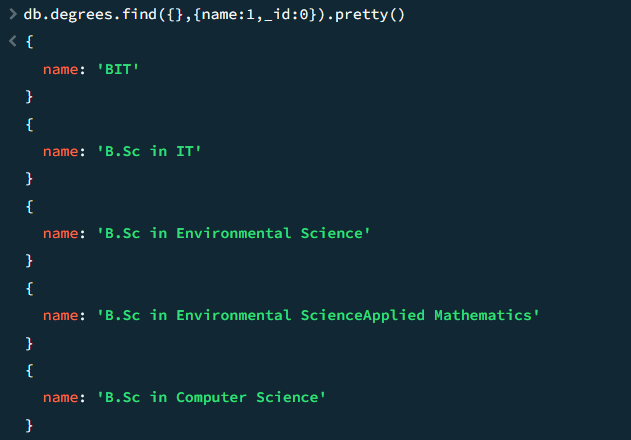 > db.degrees.find({},{name:1,_id:0}).pretty()
< {
name: 'BIT'
}
{
name: 'B.Sc in IT'
}
{
name: 'B.Sc in Environmental Science'
}
{
name: 'B.Sc in Environmental ScienceApplied Mathematics'
}
{
name: 'B.Sc in Computer Science'
}